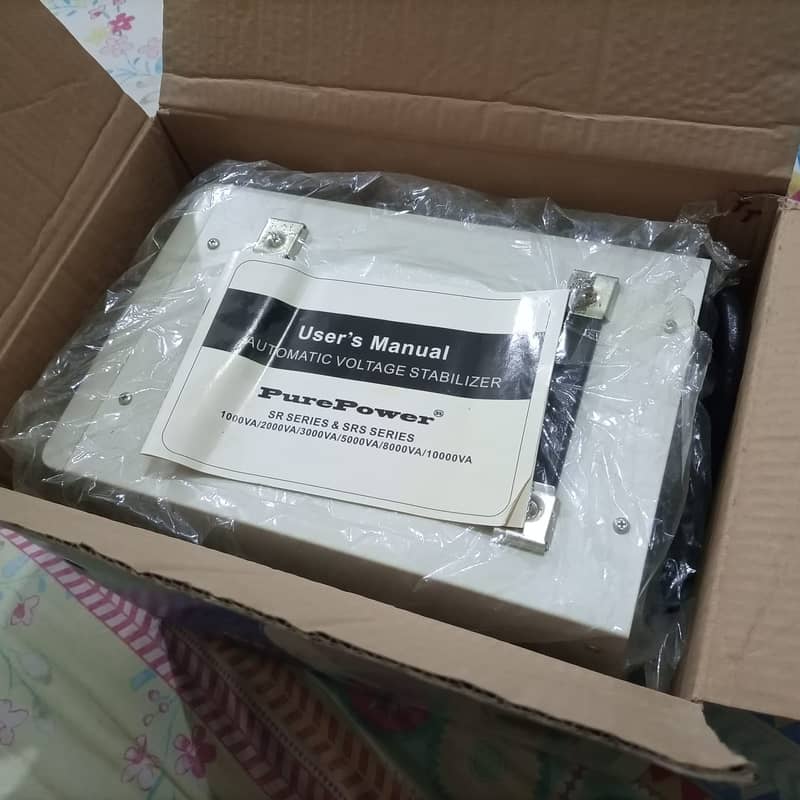 User's Manual
AUTOMATIC VOLTAGE STABILIZER
PurePower®
SR SERIES & SRS SERIES
1000VA/2000VA/3000VA/5000VA/8000VA/10000VA